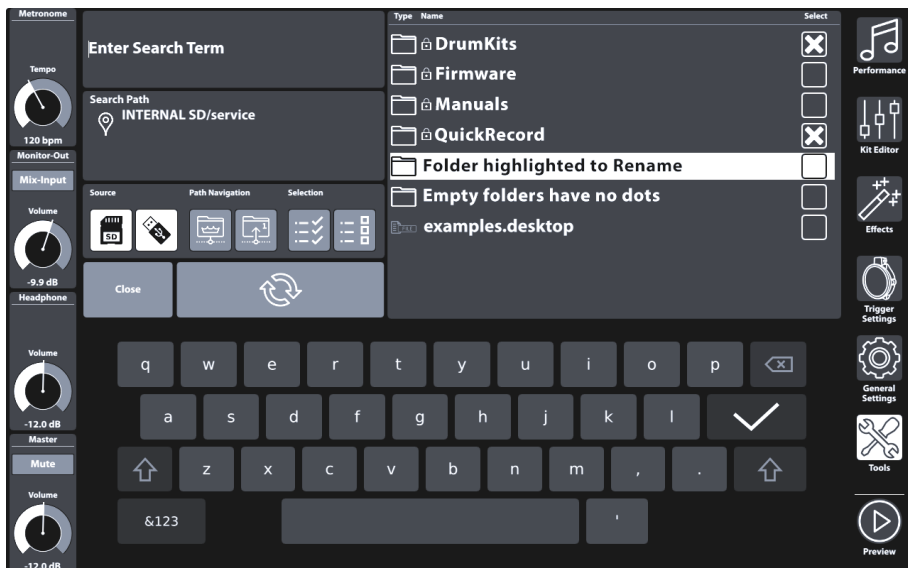 Metronome
Tempo
120 bpm
Monitor-Out
Mix-Input
Volume
-9.9 dB
Headphone
Volume
-12.0 dB
Master
Mute
Volume
-12.0 dB
Enter Search Term
Search Path
INTERNAL SD/service
Source
Path Navigation
Selection
SD
1
Close
Type Name Select
DrumKits
Firmware
Manuals
QuickRecord
Folder highlighted to Rename
Empty folders have no dots
examples.desktop
q w e r t y u i o p
a s d f g h j k l
z x c v b n m , .
&123 '
Performance
Kit Editor
Effects
Trigger
Settings
General
Settings
Tools
Preview